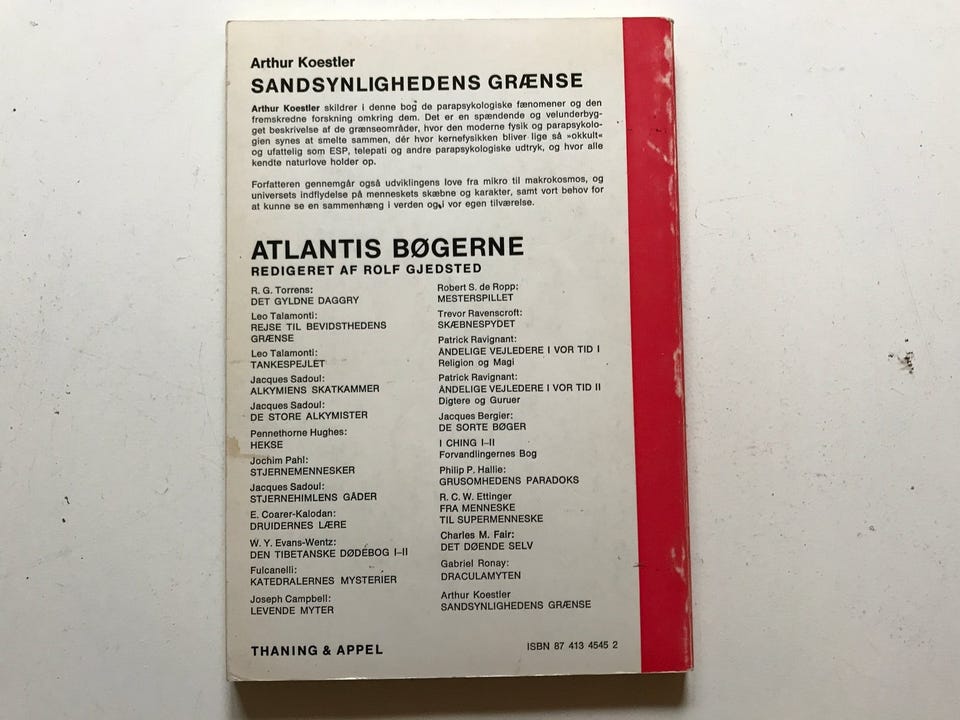 Arthur Koestler
SANDSYNLIGHEDENS GRÆNSE
Arthur Koestler skildrer i denne bog de parapsykologiske fænomener og den
fremskredne forskning omkring dem. Det er en spændende og velunderbyg-
get beskrivelse af de grænseområder, hvor den moderne fysik og parapsykolo-
gien synes at smelte sammen, dér hvor kernefysikken bliver lige så »okkult«
og ufattelig som ESP, telepati og andre parapsykologiske udtryk, og hvor alle
kendte naturlove holder op.
Forfatteren gennemgår også udviklingens love fra mikro til makrokosmos, og
universets indflydelse på menneskets skæbne og karakter, samt vort behov for
at kunne se en sammenhæng i verden og i vor egen tilværelse.
ATLANTIS BØGERNE
REDIGERET AF ROLF GJEDSTED
R. G. Torrens:
DET GYLDNE DAGGRY
Leo Talamonti:
REJSE TIL BEVIDSTHEDENS
GRÆNSE
Leo Talamonti:
TANKESPEJLET
Jacques Sadoul:
ALKYMIENS SKATKAMMER
Jacques Sadoul:
DE STORE ALKYMISTER
Pennethorne Hughes:
HEKSE
Jochim Pahl:
STJERNEMENNESKER
Jacques Sadoul:
STJERNEHIMLENS GÅDER
E. Coarer-Kalodan:
DRUIDERNES LÆRE
W. Y. Evans-Wentz:
DEN TIBETANSKE DØDEBOG I–II
Fulcanelli:
KATEDRALERNES MYSTERIER
Joseph Campbell:
LEVENDE MYTER
Robert S. de Ropp:
MESTERSPILLET
Trevor Ravenscroft:
SKÆBNESPYDET
Patrick Ravignant:
ÅNDELIGE VEJLEDERE I VOR TID I
Religion og Magi
Patrick Ravignant:
ÅNDELIGE VEJLEDERE I VOR TID II
Digtere og Guruer
Jacques Bergier:
DE SORTE BØGER
I CHING I–II
Forvandlingernes Bog
Philip P. Hallie:
GRUSOMHEDENS PARADOKS
R. C. W. Ettinger
FRA MENNESKE
TIL SUPERMENNESKE
Charles M. Fair:
DET DØENDE SELV
Gabriel Ronay:
DRACULAMYTEN
Arthur Koestler
SANDSYNLIGHEDENS GRÆNSE
THANING & APPEL
ISBN 87 413 4545 2